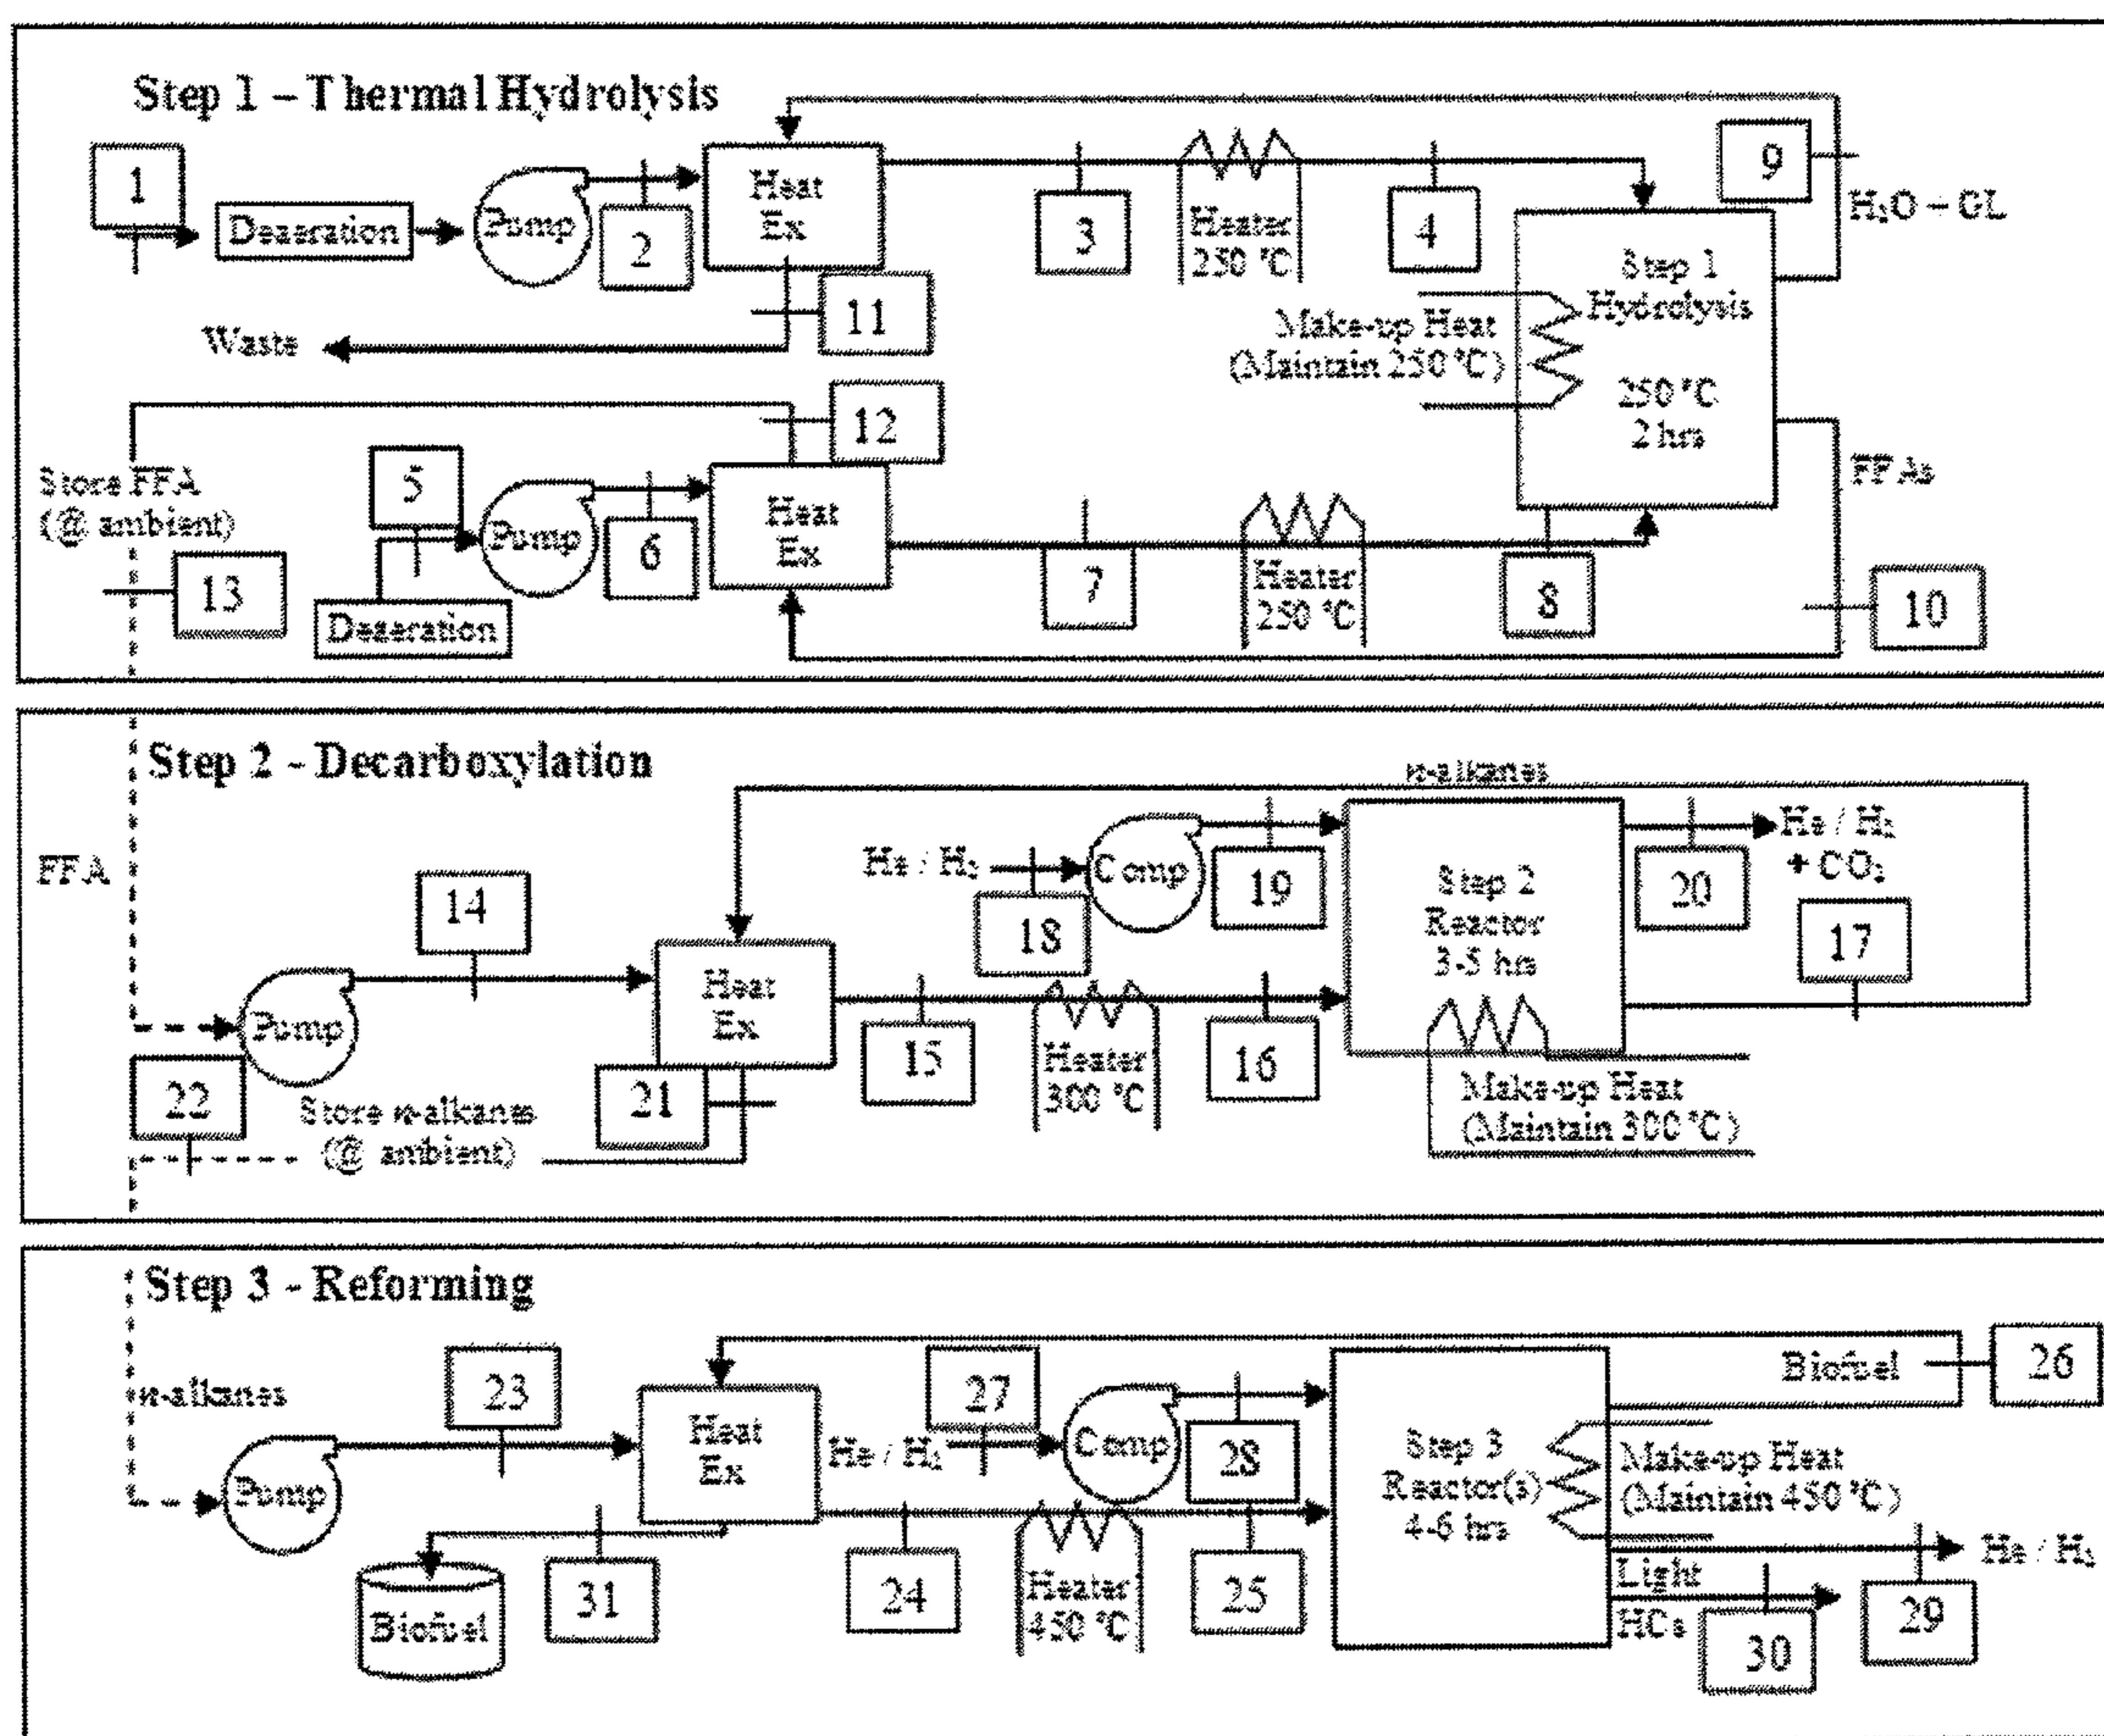 Step 1 – Thermal Hydrolysis
1
Deaeration
Pump
2
Heat
Ex
3
Heater
250 °C
4
9
H₂O – GL
Step 1
Hydrolysis
250 °C
2 hrs
Make-up Heat
(Maintain 250 °C)
11
Waste
12
Store FFA
(@ ambient)
13
5
Deaeration
Pump
6
Heat
Ex
7
Heater
250 °C
8
FFAs
10
Step 2 - Decarboxylation
n-alkanes
FFA
14
Pump
Heat
Ex
He / H₂
18
Comp
19
Step 2
Reactor
3-5 hrs
20
He / H₂
+ CO₂
17
15
Heater
300 °C
16
Make-up Heat
(Maintain 300 °C)
22
Store n-alkanes
(@ ambient)
21
Step 3 - Reforming
n-alkanes
23
Pump
Heat
Ex
27
He / H₂
Comp
28
Step 3
Reactor(s)
4-6 hrs
Biofuel
26
Make-up Heat
(Maintain 450 °C)
He / H₂
29
Light
HCs
30
31
Biofuel
24
Heater
450 °C
25